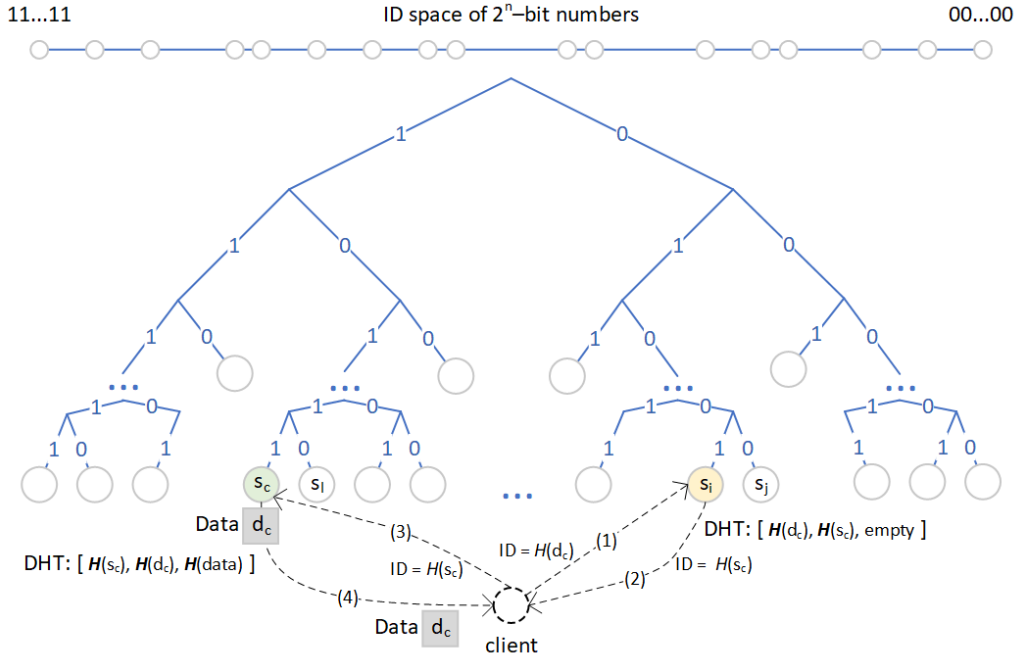 11...11 ID space of 2ⁿ–bit numbers 00...00
1 0
1 0 1 0
1 0 1 0 1 0 1 0
... ... ... ...
1 0 1 0 1 0 1 0
1 0 1 1 0 1 0 1 1 0 1 1 0
s_c s_l ... s_i s_j
Data d_c
(3) (1) DHT: [ H(d_c), H(s_c), empty ]
ID = H(d_c)
DHT: [ H(s_c), H(d_c), H(data) ] ID = H(s_c) ID = H(s_c)
(2)
(4)
Data d_c
client